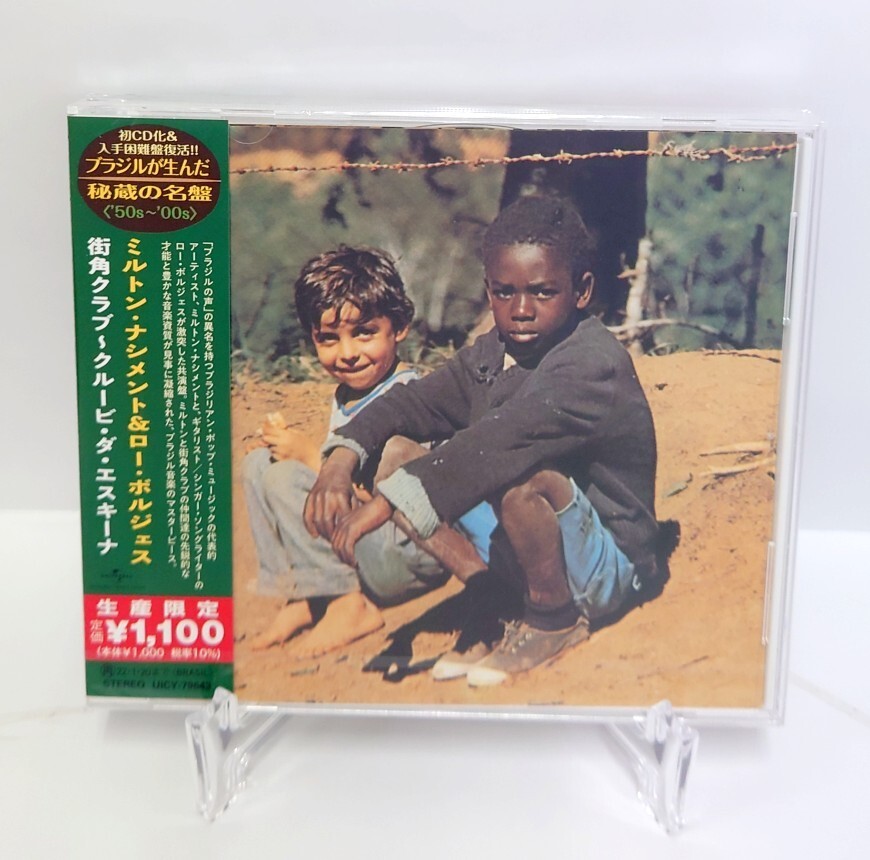 初CD化&
入手困難盤復活!!
ブラジルが生んだ
秘蔵の名盤
〈'50s~'00s〉
「ブラジルの声」の異名を持つブラジリアン・ポップ・ミュージックの代表的
アーティスト、ミルトン・ナシメントと、ギタリスト/シンガー・ソングライターの
ロー・ボルジェスが激突した共演盤。ミルトンと街角クラブの仲間達の先鋭的な
才能と豊かな音楽資質が見事に凝縮された、ブラジル音楽のマスターピース。
ミルトン・ナシメント&ロー・ボルジェス
街角クラブ~クルービ・ダ・エスキーナ
生産限定
定価 ¥1,100
(本体¥1,000 税率10%)
STEREO UICY-79643